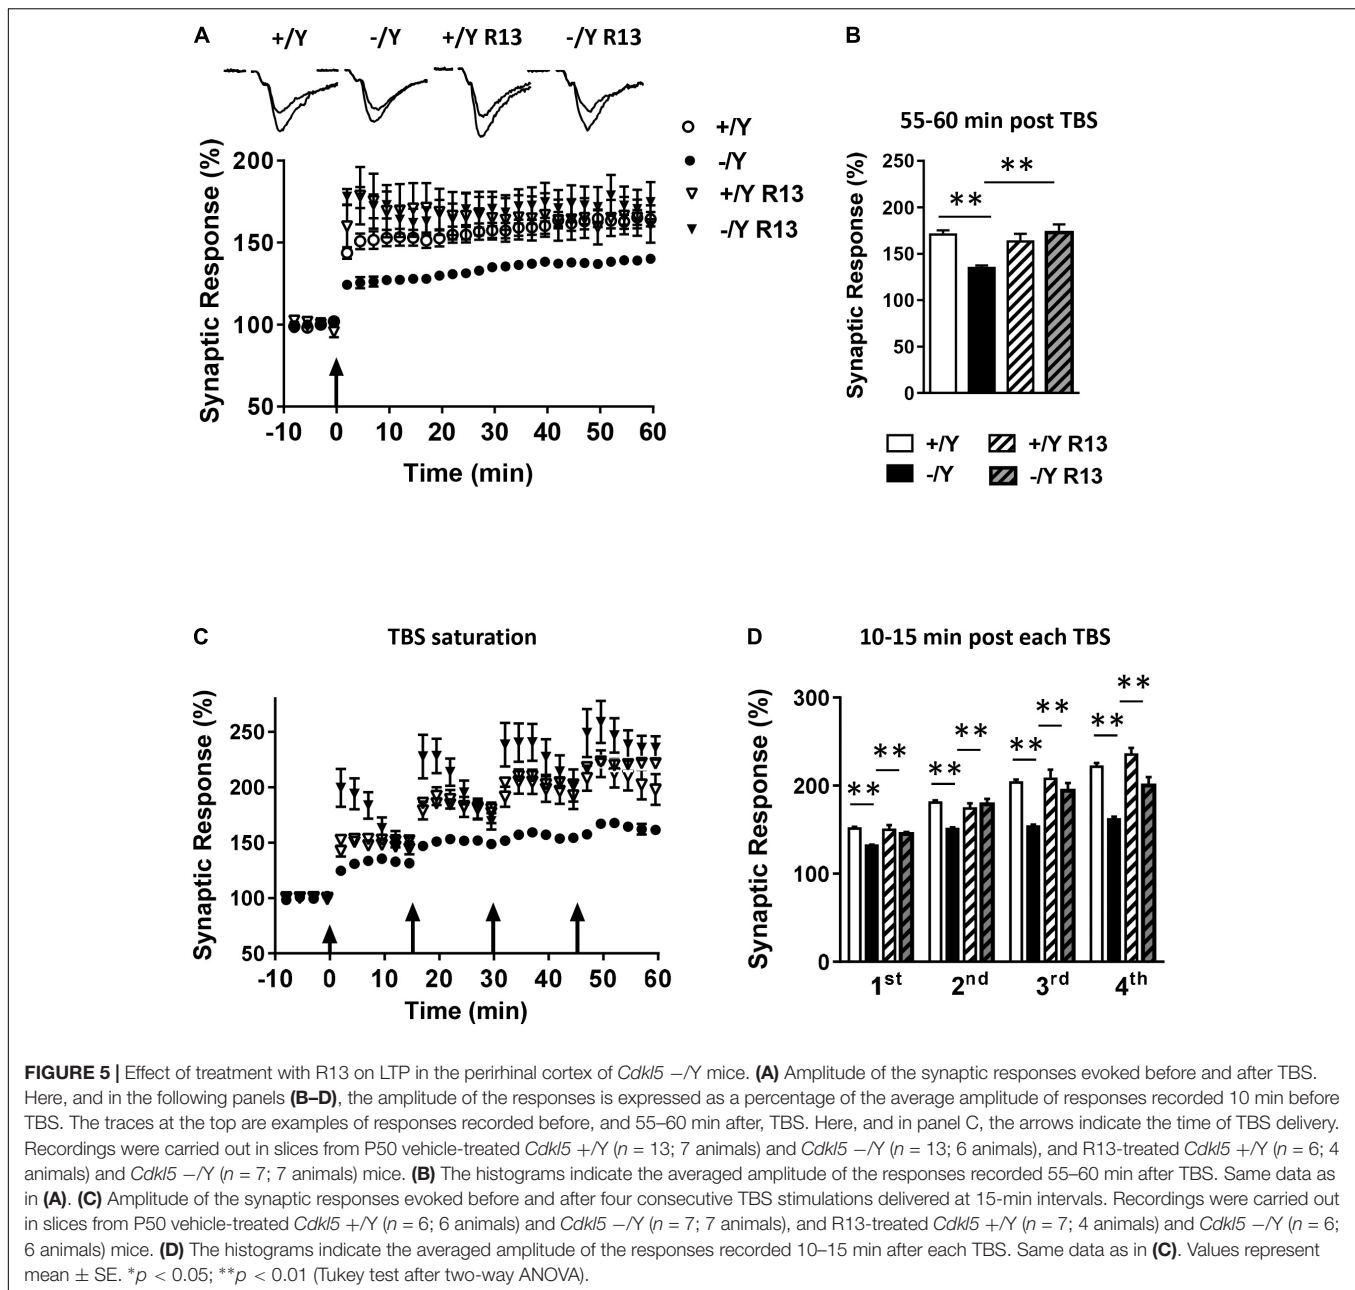 A
+/Y -/Y +/Y R13 -/Y R13
Synaptic Response (%)
200
150
100
50
-10 0 10 20 30 40 50 60
Time (min)
+/Y
-/Y
+/Y R13
-/Y R13
B
55-60 min post TBS
Synaptic Response (%)
250
200
150
100
50
0
** **
+/Y +/Y R13
-/Y -/Y R13
C
TBS saturation
Synaptic Response (%)
250
200
150
100
50
-10 0 10 20 30 40 50 60
Time (min)
D
10-15 min post each TBS
Synaptic Response (%)
300
200
100
0
** ** ** ** ** ** ** **
1st 2nd 3rd 4th
FIGURE 5 | Effect of treatment with R13 on LTP in the perirhinal cortex of Cdkl5 −/Y mice. (A) Amplitude of the synaptic responses evoked before and after TBS.
Here, and in the following panels (B–D), the amplitude of the responses is expressed as a percentage of the average amplitude of responses recorded 10 min before
TBS. The traces at the top are examples of responses recorded before, and 55–60 min after, TBS. Here, and in panel C, the arrows indicate the time of TBS delivery.
Recordings were carried out in slices from P50 vehicle-treated Cdkl5 +/Y (n = 13; 7 animals) and Cdkl5 −/Y (n = 13; 6 animals), and R13-treated Cdkl5 +/Y (n = 6; 4
animals) and Cdkl5 −/Y (n = 7; 7 animals) mice. (B) The histograms indicate the averaged amplitude of the responses recorded 55–60 min after TBS. Same data as
in (A). (C) Amplitude of the synaptic responses evoked before and after four consecutive TBS stimulations delivered at 15-min intervals. Recordings were carried out
in slices from P50 vehicle-treated Cdkl5 +/Y (n = 6; 6 animals) and Cdkl5 −/Y (n = 7; 7 animals), and R13-treated Cdkl5 +/Y (n = 7; 4 animals) and Cdkl5 −/Y (n = 6;
6 animals) mice. (D) The histograms indicate the averaged amplitude of the responses recorded 10–15 min after each TBS. Same data as in (C). Values represent
mean ± SE. *p < 0.05; **p < 0.01 (Tukey test after two-way ANOVA).